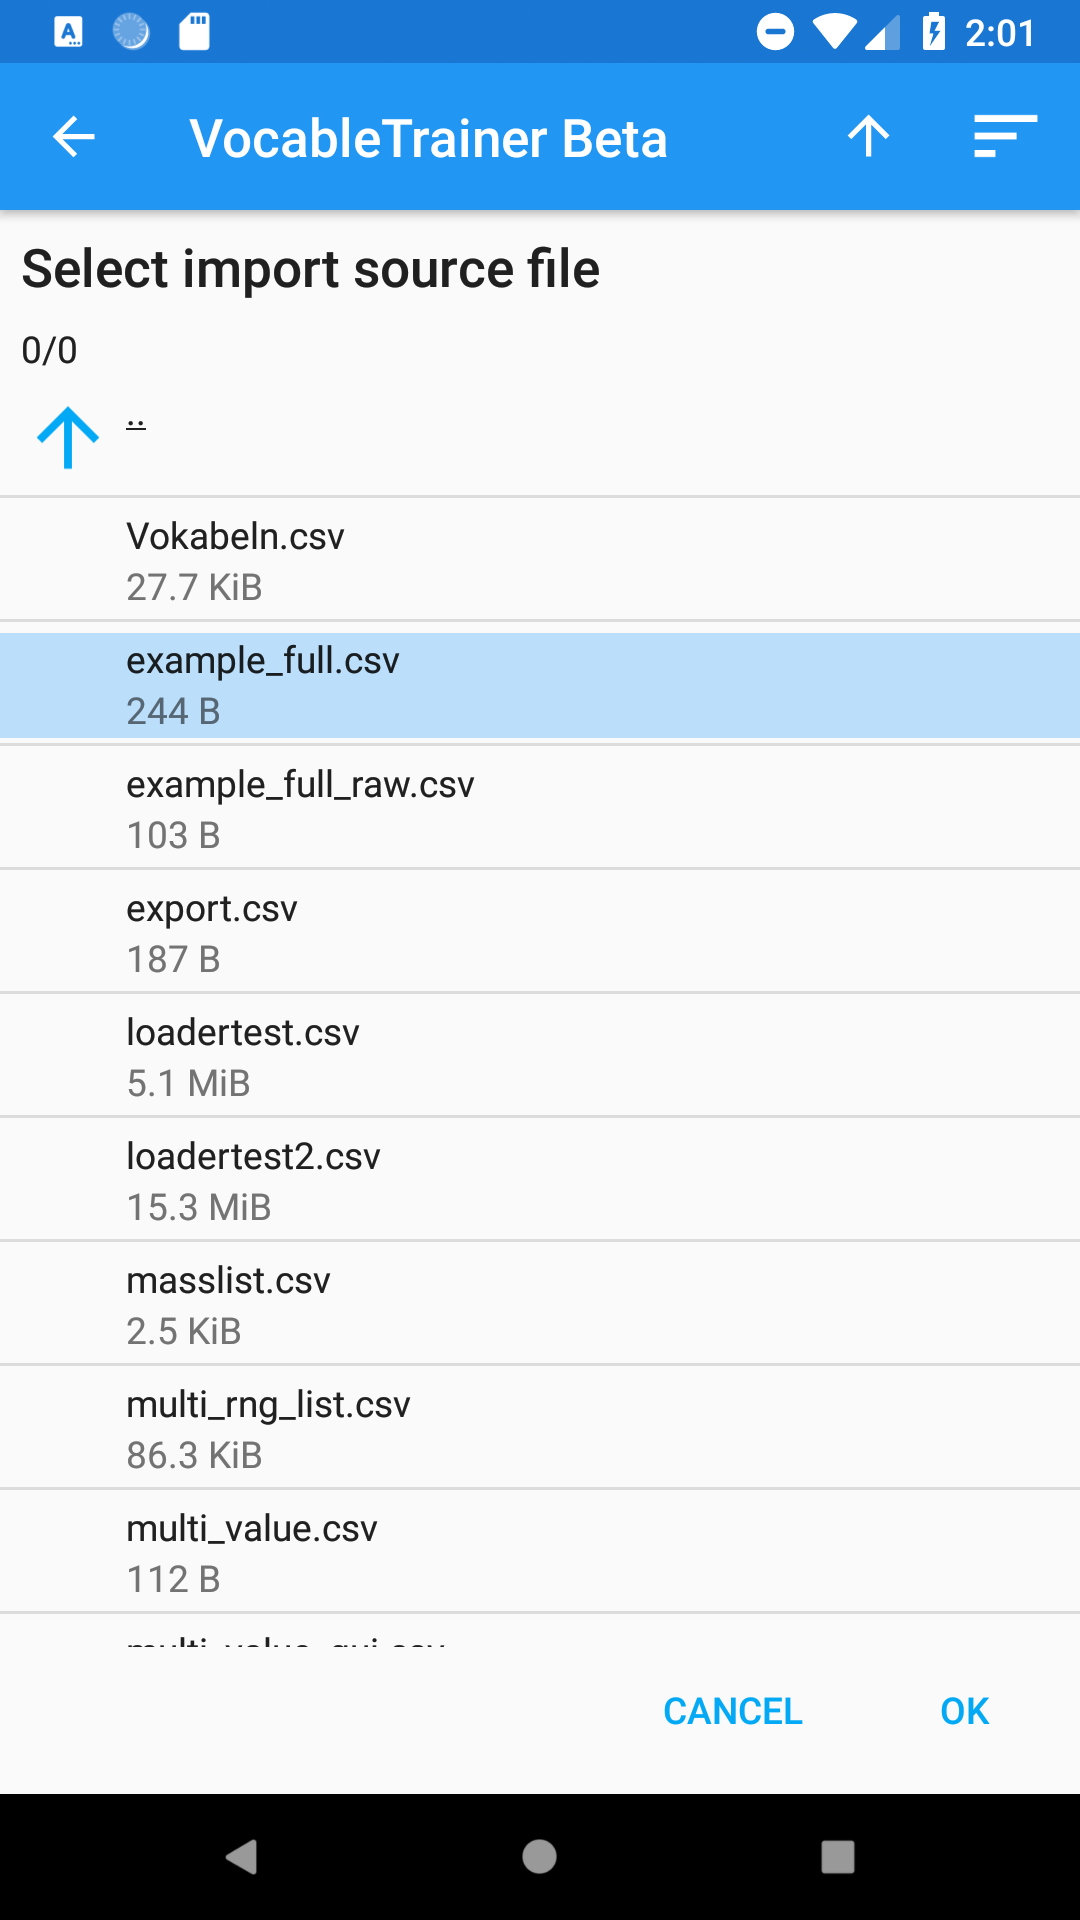 2:01
VocableTrainer Beta
Select import source file
0/0
..
Vokabeln.csv
27.7 KiB
example_full.csv
244 B
example_full_raw.csv
103 B
export.csv
187 B
loadertest.csv
5.1 MiB
loadertest2.csv
15.3 MiB
masslist.csv
2.5 KiB
multi_rng_list.csv
86.3 KiB
multi_value.csv
112 B
CANCEL OK